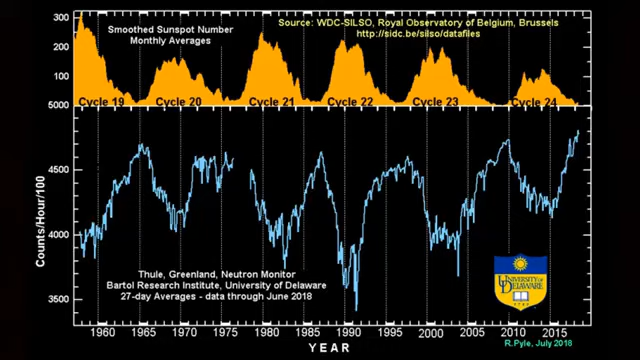 300
200
100
5000
4500
4000
3500
Counts/Hour/100
Smoothed Sunspot Number
Monthly Averages
Source: WDC-SILSO, Royal Observatory of Belgium, Brussels
http://sidc.be/silso/datafiles
Cycle 19
Cycle 20
Cycle 21
Cycle 22
Cycle 23
Cycle 24
Thule, Greenland, Neutron Monitor
Bartol Research Institute, University of Delaware
27-day Averages - data through June 2018
UNIVERSITY OF
DELAWARE
1960
1965
1970
1975
1980
1985
1990
1995
2000
2005
2010
2015
2020
YEAR
R.Pyle, July 2018